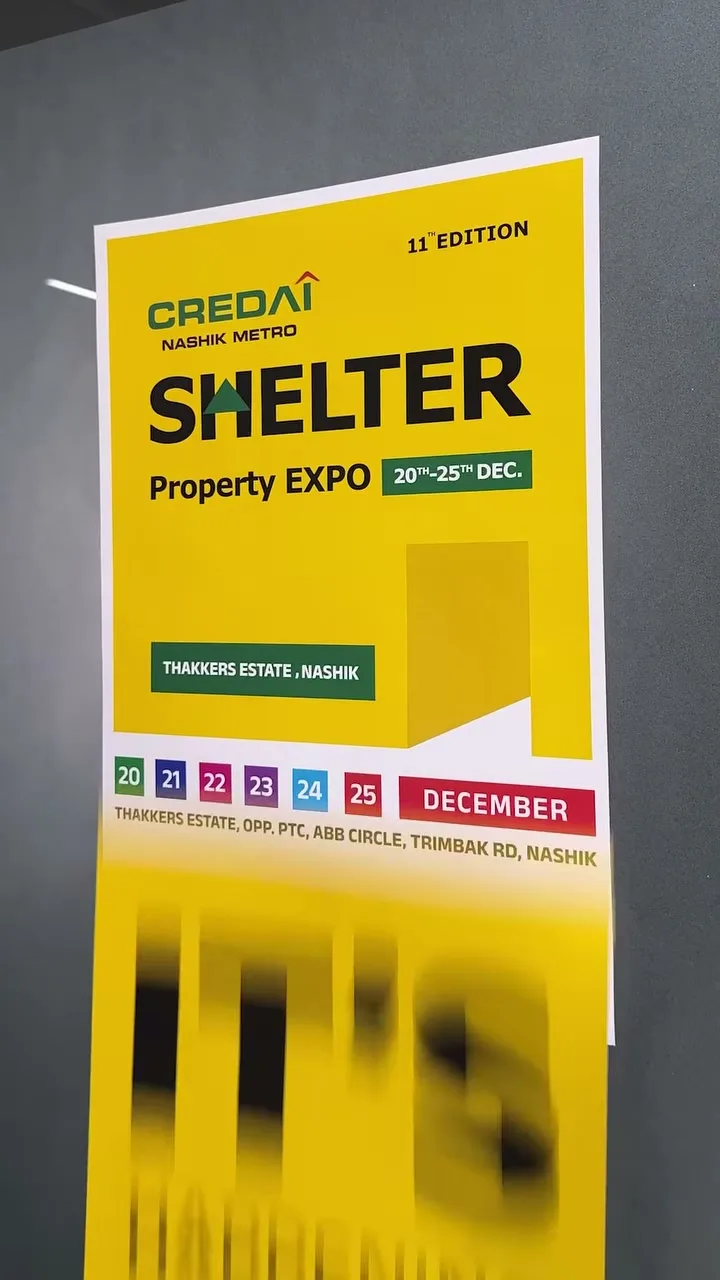 11TH EDITION
CREDAI
NASHIK METRO
SHELTER
Property EXPO 20TH-25TH DEC.
THAKKERS ESTATE , NASHIK
20 21 22 23 24 25 DECEMBER
THAKKERS ESTATE, OPP. PTC, ABB CIRCLE, TRIMBAK RD, NASHIK
IT'S